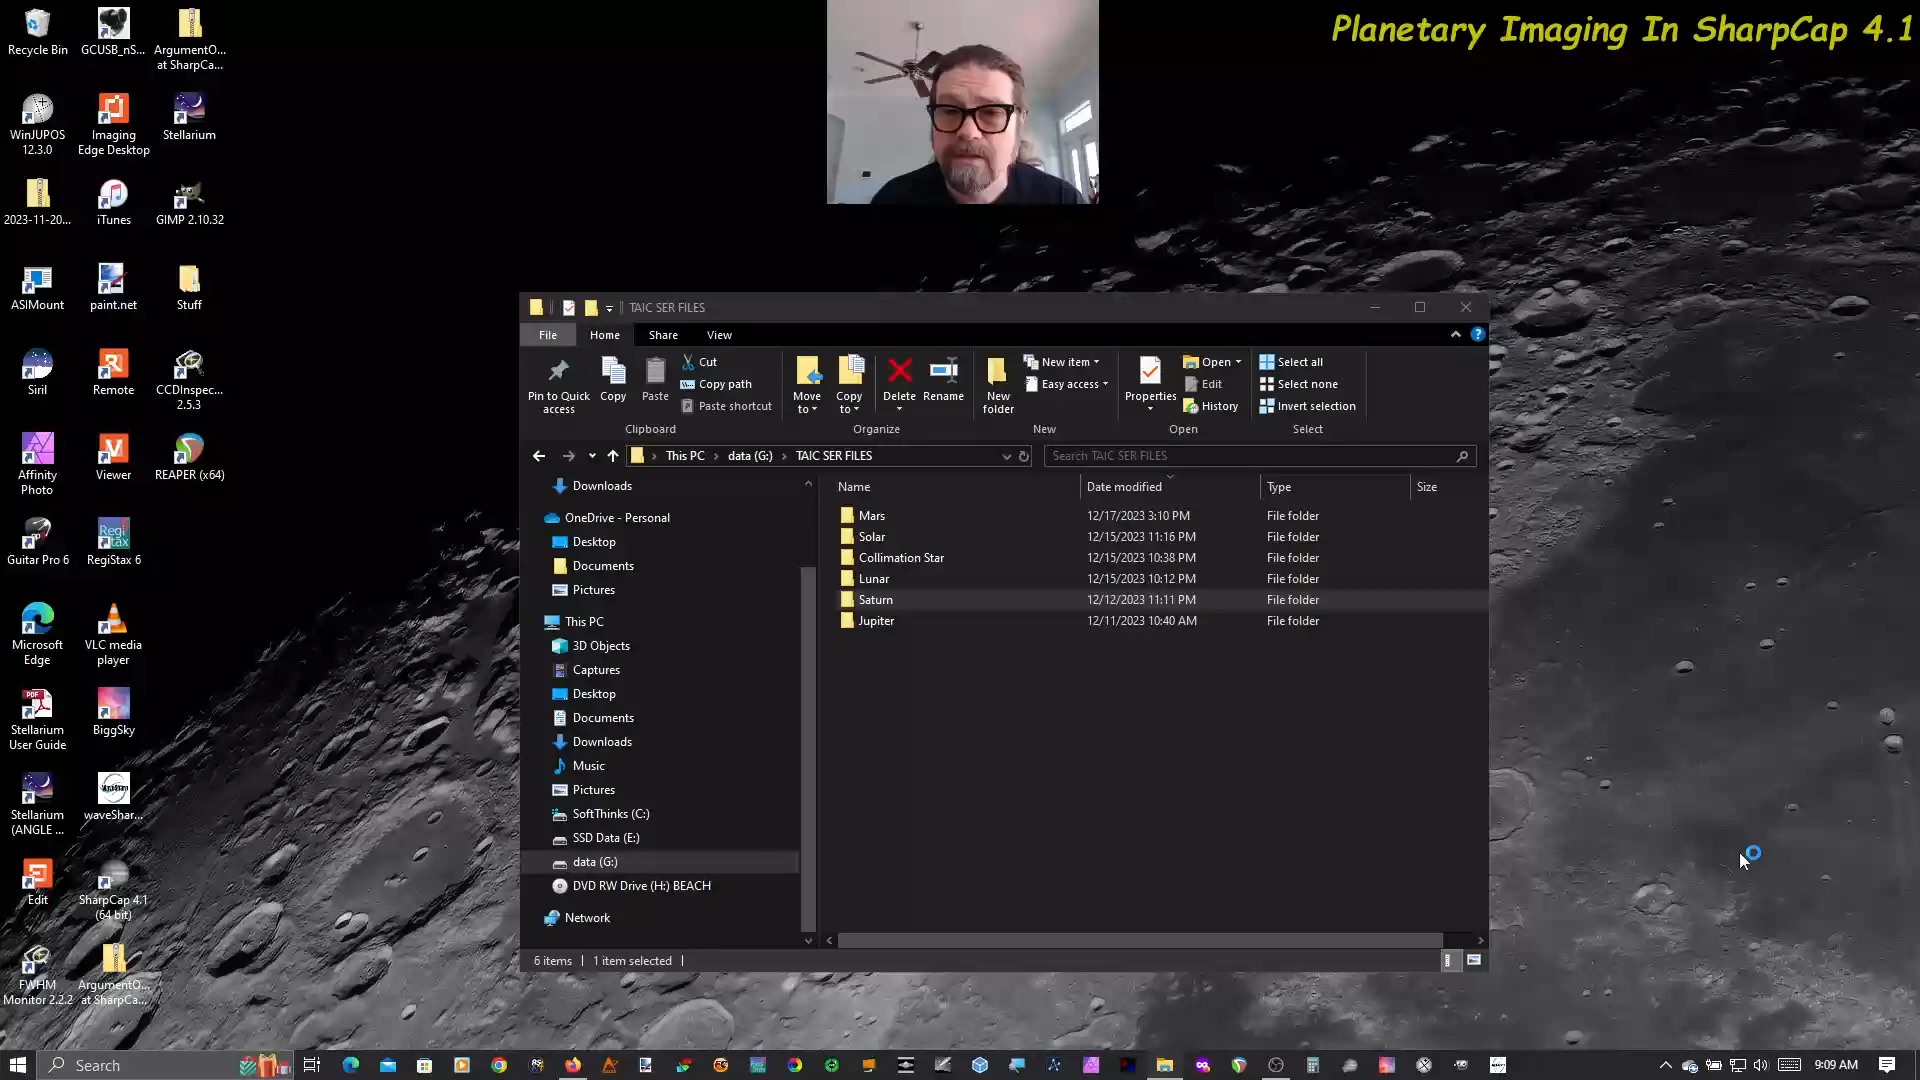 Planetary Imaging In SharpCap 4.1
Recycle Bin
GCUSB_nS...
ArgumentO...
at SharpCa...
WinJUPOS
12.3.0
Imaging
Edge Desktop
Stellarium
2023-11-20...
iTunes
GIMP 2.10.32
ASIMount
paint.net
Stuff
Siril
Remote
CCDInspec...
2.5.3
Affinity
Photo
Viewer
REAPER (x64)
Guitar Pro 6
RegiStax 6
Microsoft
Edge
VLC media
player
Stellarium
User Guide
BiggSky
Stellarium
(ANGLE ...
waveShar...
Edit
SharpCap 4.1
(64 bit)
FWHM
Monitor 2.2.2
ArgumentO...
at SharpCa...
TAIC SER FILES
File
Home
Share
View
Pin to Quick
access
Copy
Paste
Cut
Copy path
Paste shortcut
Clipboard
Move
to
Copy
to
Delete
Rename
Organize
New
folder
New item
Easy access
New
Properties
Open
Edit
History
Open
Select all
Select none
Invert selection
Select
This PC > data (G:) > TAIC SER FILES
Search TAIC SER FILES
Downloads
OneDrive - Personal
Desktop
Documents
Pictures
This PC
3D Objects
Captures
Desktop
Documents
Downloads
Music
Pictures
SoftThinks (C:)
SSD Data (E:)
data (G:)
DVD RW Drive (H:) BEACH
Network
Name Date modified Type Size
Mars 12/17/2023 3:10 PM File folder
Solar 12/15/2023 11:16 PM File folder
Collimation Star 12/15/2023 10:38 PM File folder
Lunar 12/15/2023 10:12 PM File folder
Saturn 12/12/2023 11:11 PM File folder
Jupiter 12/11/2023 10:40 AM File folder
6 items 1 item selected
Search
9:09 AM